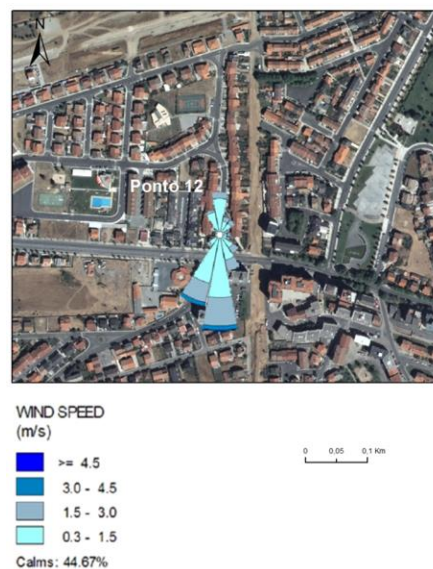 N
Ponto 12
WIND SPEED
(m/s)
>= 4.5
3.0 - 4.5
1.5 - 3.0
0.3 - 1.5
Calms: 44.67%
0 0,05 0,1 Km